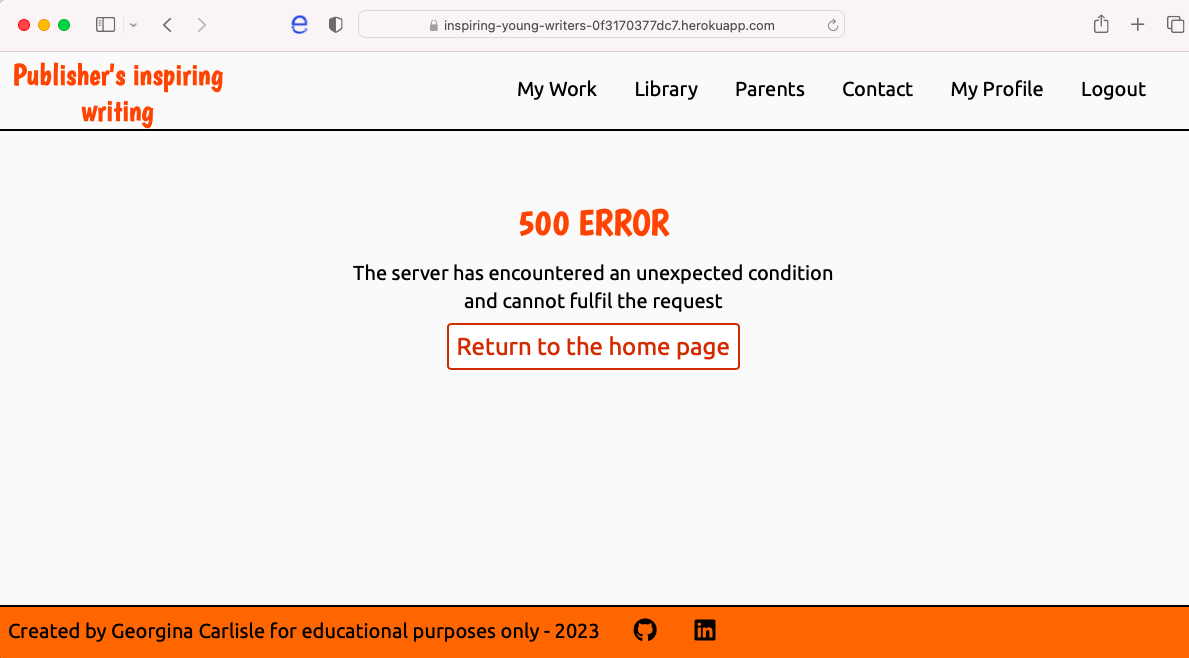 inspiring-young-writers-0f3170377dc7.herokuapp.com
Publisher's inspiring
writing
My Work Library Parents Contact My Profile Logout
500 ERROR
The server has encountered an unexpected condition
and cannot fulfil the request
Return to the home page
Created by Georgina Carlisle for educational purposes only - 2023